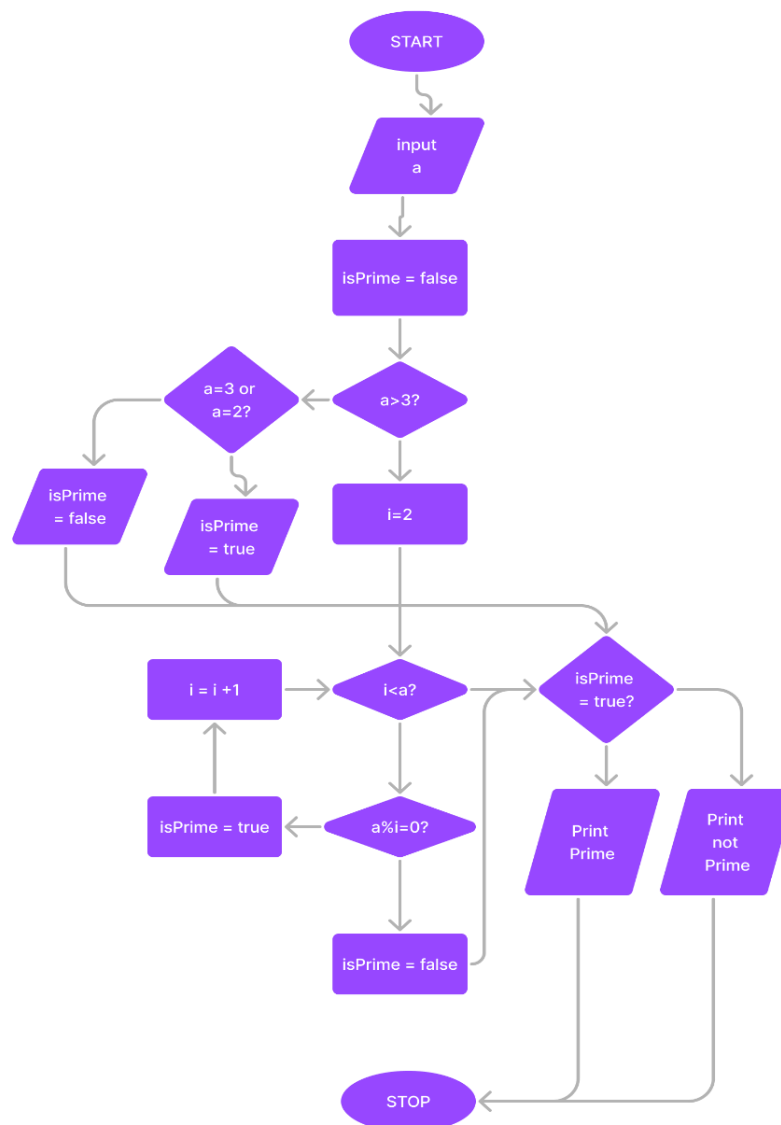 START
input
a
isPrime = false
a>3?
a=3 or
a=2?
isPrime
= false
isPrime
= true
i=2
i = i +1
i<a?
isPrime
= true?
isPrime = true
a%i=0?
Print
Prime
Print
not
Prime
isPrime = false
STOP